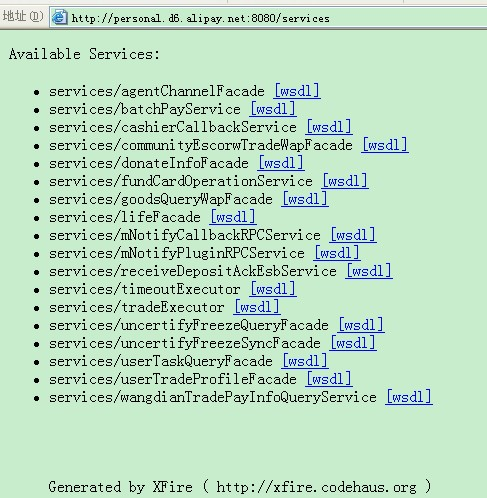 地址(D) http://personal.d6.alipay.net:8080/services
Available Services:
services/agentChannelFacade [wsdl]
services/batchPayService [wsdl]
services/cashierCallbackService [wsdl]
services/communityEscorwTradeWapFacade [wsdl]
services/donateInfoFacade [wsdl]
services/fundCardOperationService [wsdl]
services/goodsQueryWapFacade [wsdl]
services/lifeFacade [wsdl]
services/mNotifyCallbackRPCService [wsdl]
services/mNotifyPluginRPCService [wsdl]
services/receiveDepositAckEsbService [wsdl]
services/timeoutExecutor [wsdl]
services/tradeExecutor [wsdl]
services/uncertifyFreezeQueryFacade [wsdl]
services/uncertifyFreezeSyncFacade [wsdl]
services/userTaskQueryFacade [wsdl]
services/userTradeProfileFacade [wsdl]
services/wangdianTradePayInfoQueryService [wsdl]
Generated by XFire ( http://xfire.codehaus.org )